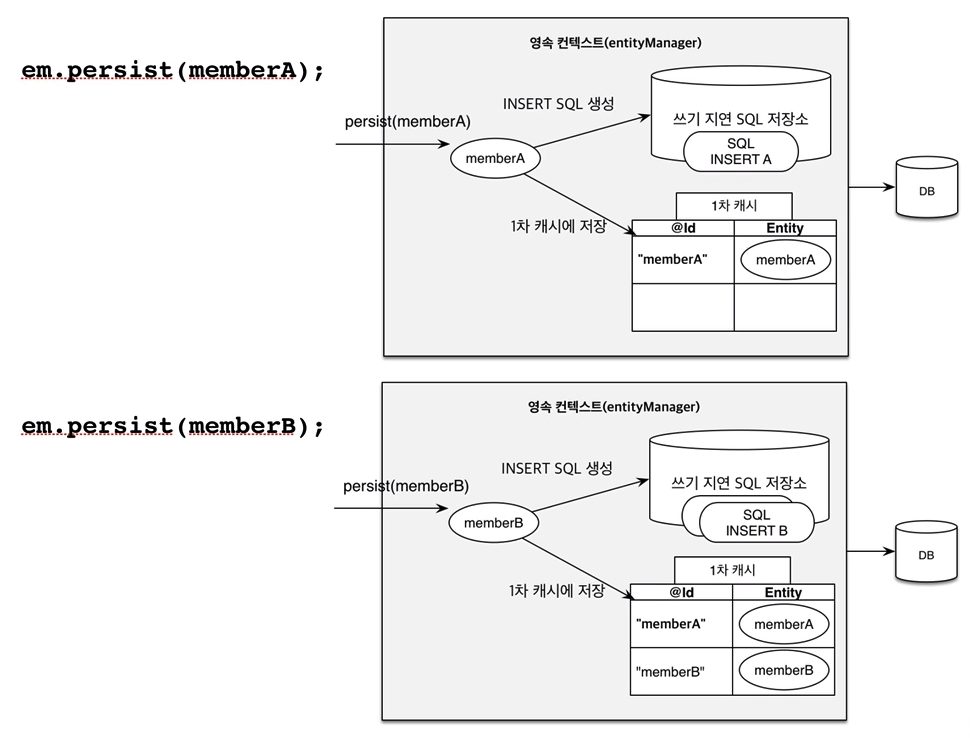 em.persist(memberA);
영속 컨텍스트(entityManager)
INSERT SQL 생성
persist(memberA)
memberA
쓰기 지연 SQL 저장소
SQL
INSERT A
DB
1차 캐시
1차 캐시에 저장
@Id Entity
"memberA" memberA
em.persist(memberB);
영속 컨텍스트(entityManager)
INSERT SQL 생성
persist(memberB)
memberB
쓰기 지연 SQL 저장소
SQL
INSERT B
DB
1차 캐시
1차 캐시에 저장
@Id Entity
"memberA" memberA
"memberB" memberB